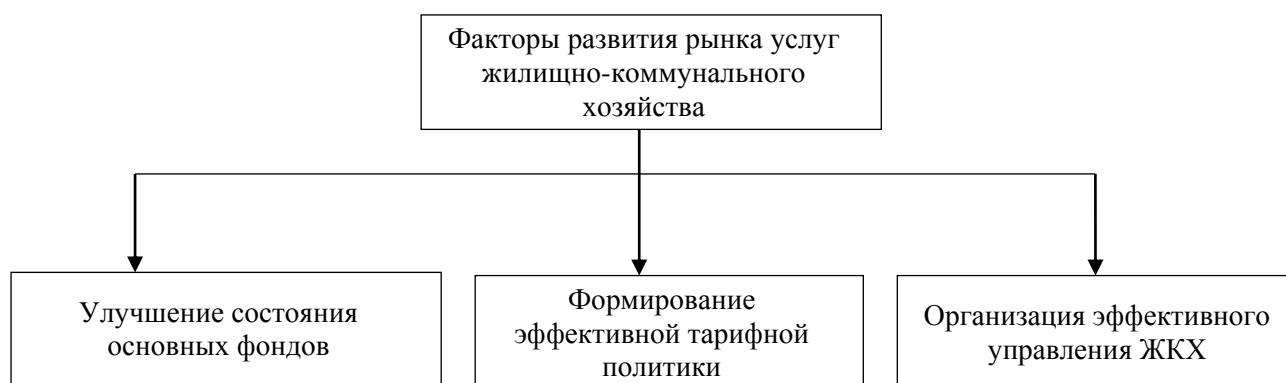 Факторы развития рынка услуг
жилищно-коммунального
хозяйства
Улучшение состояния
основных фондов
Формирование
эффективной тарифной
политики
Организация эффективного
управления ЖКХ